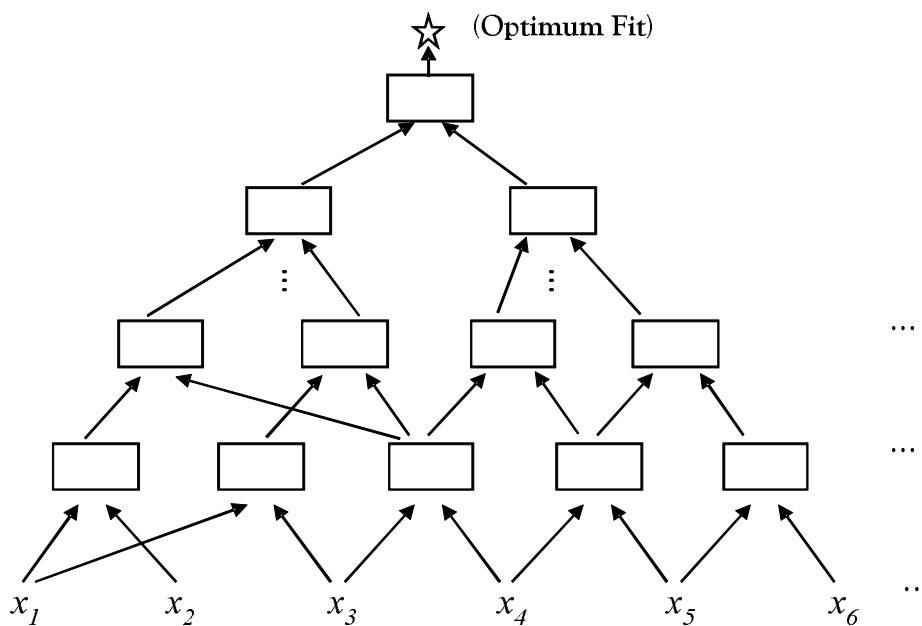 (Optimum Fit)
⋮ ⋮
...
...
x₁ x₂ x₃ x₄ x₅ x₆ ..